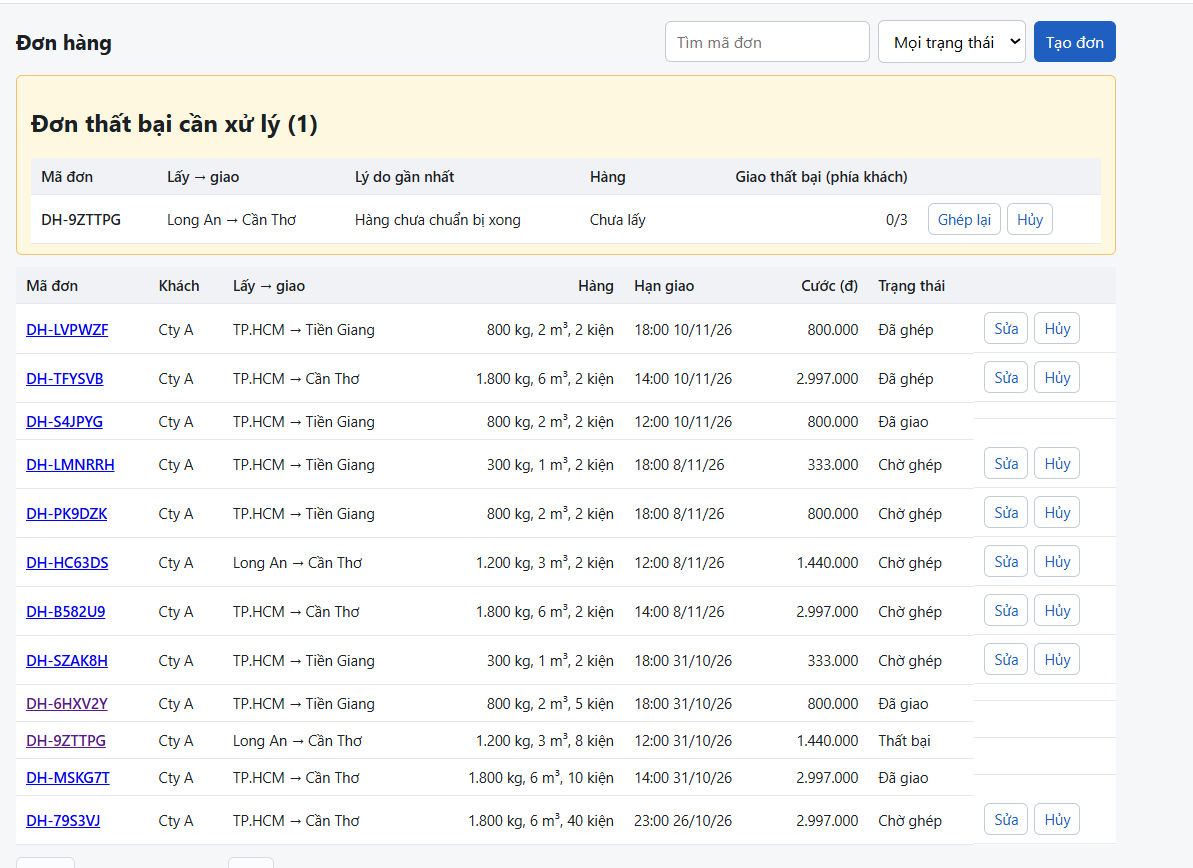 Đơn hàng
Tìm mã đơn Mọi trạng thái Tạo đơn
Đơn thất bại cần xử lý (1)
Mã đơn Lấy → giao Lý do gần nhất Hàng Giao thất bại (phía khách)
DH-9ZTTPG Long An → Cần Thơ Hàng chưa chuẩn bị xong Chưa lấy 0/3 Ghép lại Hủy
Mã đơn Khách Lấy → giao Hàng Hạn giao Cước (đ) Trạng thái
DH-LVPWZF Cty A TP.HCM → Tiền Giang 800 kg, 2 m³, 2 kiện 18:00 10/11/26 800.000 Đã ghép Sửa Hủy
DH-TFYSVB Cty A TP.HCM → Cần Thơ 1.800 kg, 6 m³, 2 kiện 14:00 10/11/26 2.997.000 Đã ghép Sửa Hủy
DH-S4JPYG Cty A TP.HCM → Tiền Giang 800 kg, 2 m³, 2 kiện 12:00 10/11/26 800.000 Đã giao
DH-LMNRRH Cty A TP.HCM → Tiền Giang 300 kg, 1 m³, 2 kiện 18:00 8/11/26 333.000 Chờ ghép Sửa Hủy
DH-PK9DZK Cty A TP.HCM → Tiền Giang 800 kg, 2 m³, 2 kiện 18:00 8/11/26 800.000 Chờ ghép Sửa Hủy
DH-HC63DS Cty A Long An → Cần Thơ 1.200 kg, 3 m³, 2 kiện 12:00 8/11/26 1.440.000 Chờ ghép Sửa Hủy
DH-B582U9 Cty A TP.HCM → Cần Thơ 1.800 kg, 6 m³, 2 kiện 14:00 8/11/26 2.997.000 Chờ ghép Sửa Hủy
DH-SZAK8H Cty A TP.HCM → Tiền Giang 300 kg, 1 m³, 2 kiện 18:00 31/10/26 333.000 Chờ ghép Sửa Hủy
DH-6HXV2Y Cty A TP.HCM → Tiền Giang 800 kg, 2 m³, 5 kiện 18:00 31/10/26 800.000 Đã giao
DH-9ZTTPG Cty A Long An → Cần Thơ 1.200 kg, 3 m³, 8 kiện 12:00 31/10/26 1.440.000 Thất bại
DH-MSKG7T Cty A TP.HCM → Cần Thơ 1.800 kg, 6 m³, 10 kiện 14:00 31/10/26 2.997.000 Đã giao
DH-79S3VJ Cty A TP.HCM → Cần Thơ 1.800 kg, 6 m³, 40 kiện 23:00 26/10/26 2.997.000 Chờ ghép Sửa Hủy